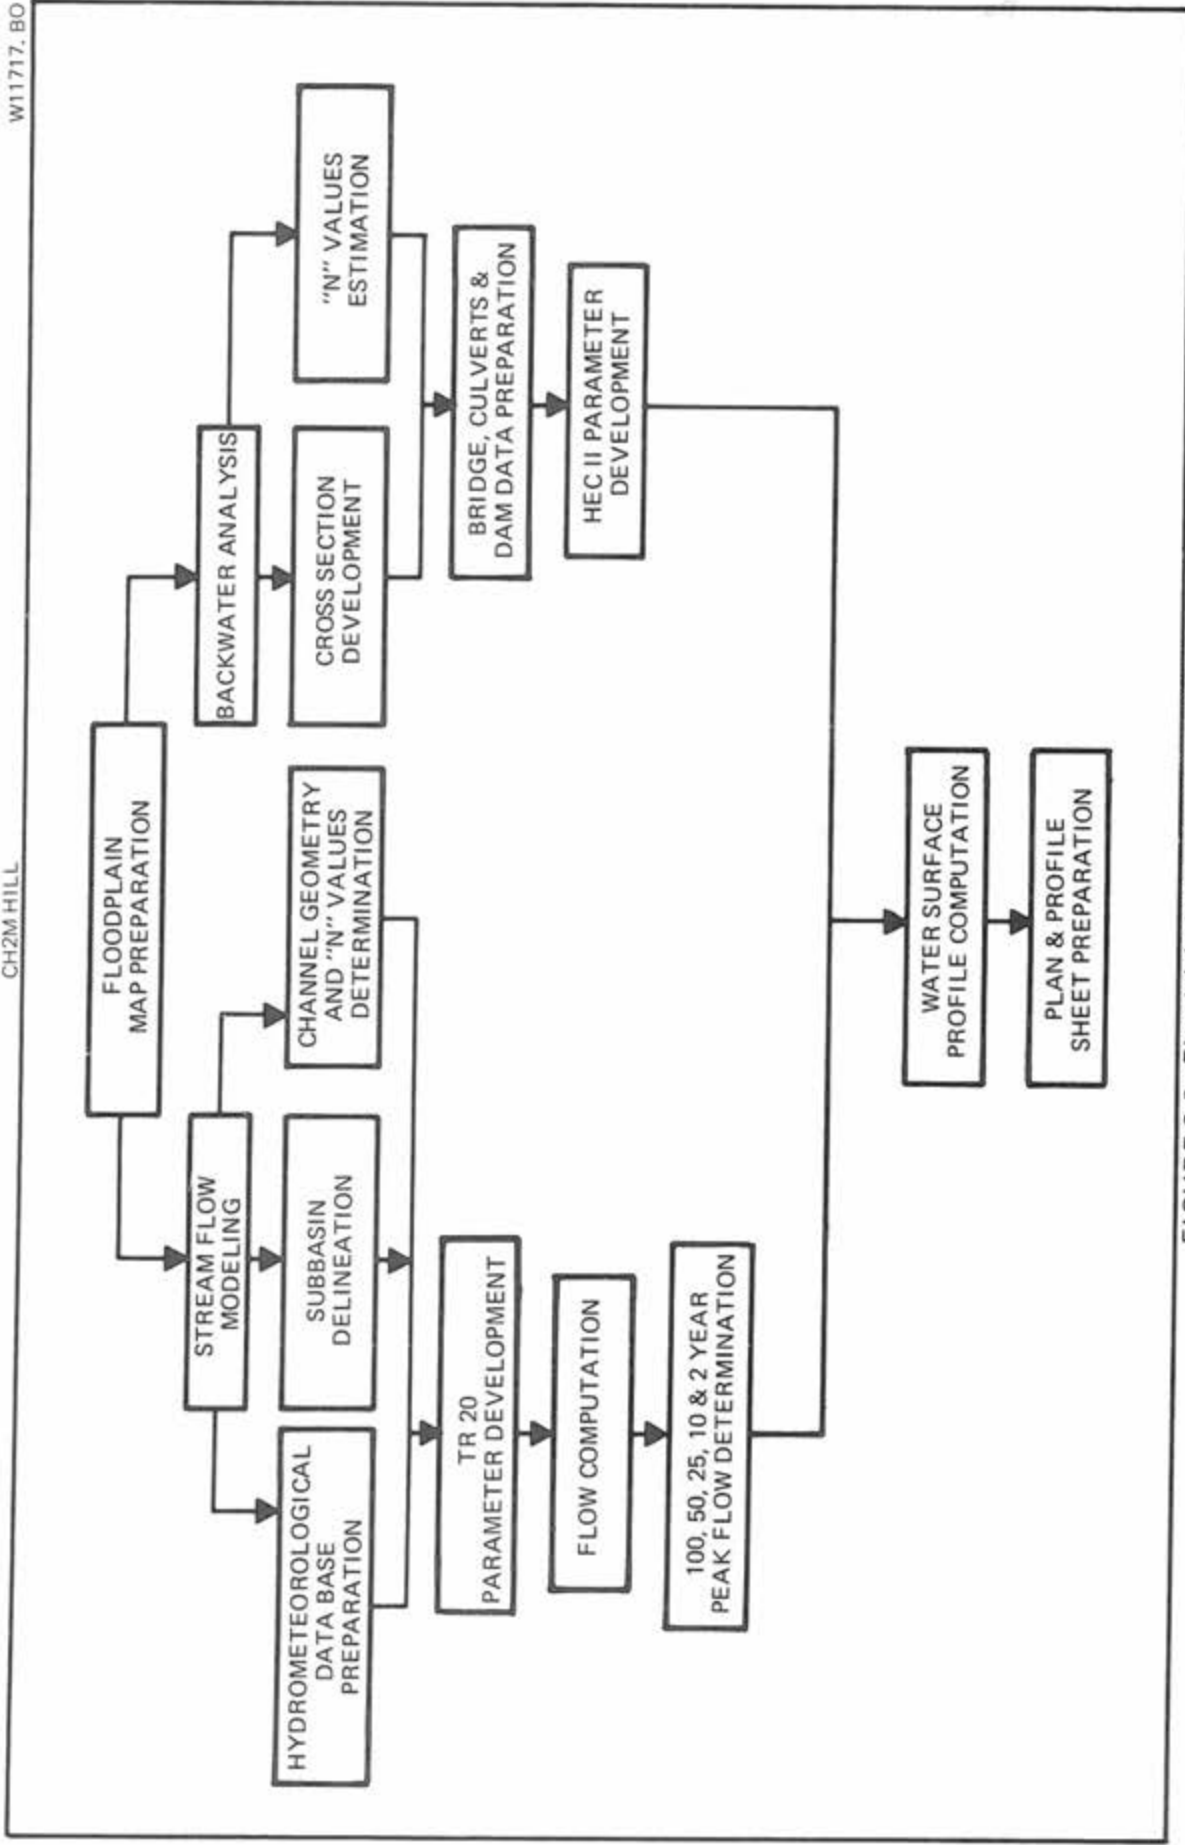 CH2M HILL
W11717. BO
FLOODPLAIN
MAP PREPARATION
STREAM FLOW
MODELING
BACKWATER ANALYSIS
HYDROMETEOROLOGICAL
DATA BASE
PREPARATION
SUBBASIN
DELINEATION
CHANNEL GEOMETRY
AND "N" VALUES
DETERMINATION
CROSS SECTION
DEVELOPMENT
"N" VALUES
ESTIMATION
TR 20
PARAMETER DEVELOPMENT
BRIDGE, CULVERTS &
DAM DATA PREPARATION
FLOW COMPUTATION
HEC II PARAMETER
DEVELOPMENT
100, 50, 25, 10 & 2 YEAR
PEAK FLOW DETERMINATION
WATER SURFACE
PROFILE COMPUTATION
PLAN & PROFILE
SHEET PREPARATION